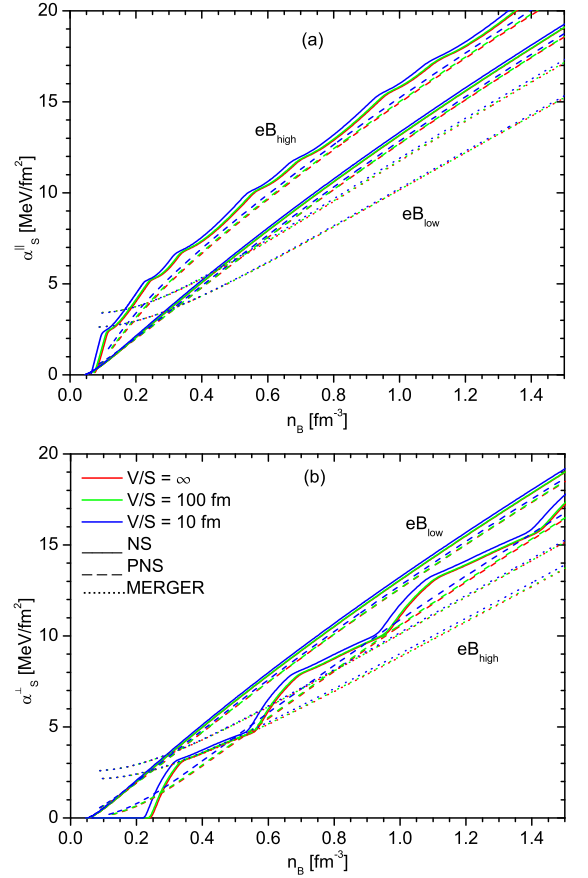 20
(a)
15
eB_high
10
eB_low
5
0
α_S^|| [MeV/fm²]
0.0 0.2 0.4 0.6 0.8 1.0 1.2 1.4
n_B [fm⁻³]
20
(b)
V/S = ∞
V/S = 100 fm
V/S = 10 fm
NS
PNS
MERGER
eB_low
15
10
eB_high
5
0
α_S^⊥ [MeV/fm²]
0.0 0.2 0.4 0.6 0.8 1.0 1.2 1.4
n_B [fm⁻³]